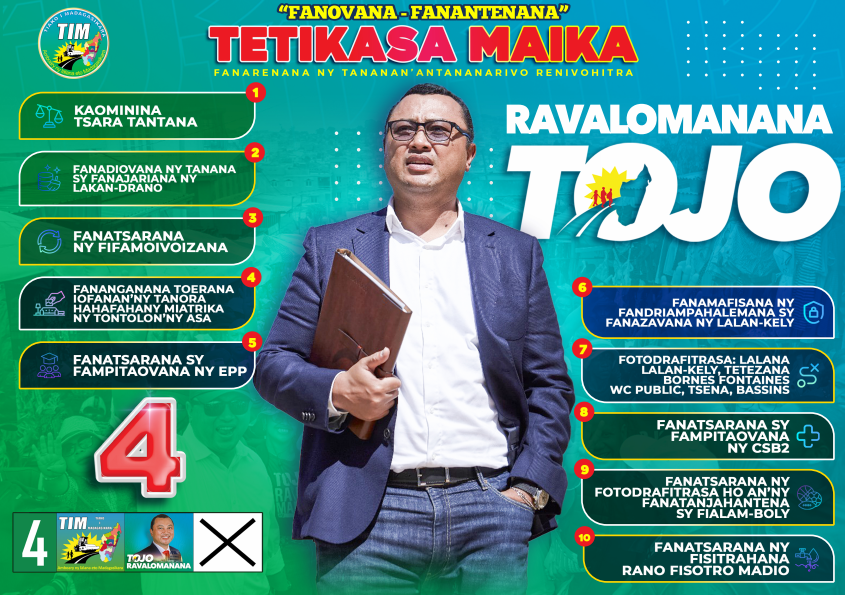 "FANOVANA - FANANTENANA"
TETIKASA MAIKA
FANARENANA NY TANANAN'ANTANANARIVO RENIVOHITRA
TIAKO I MADAGASIKARA
TIM
RAVALOMANANA
TOJO
1
KAOMININA
TSARA TANTANA
2
FANADIOVANA NY TANANA
SY FANAJARIANA NY
LAKAN-DRANO
3
FANATSARANA
NY FIFAMOIVOIZANA
4
FANANGANANA TOERANA
IOFANAN'NY TANORA
HAHAFAHANY MIATRIKA
NY TONTOLON'NY ASA
5
FANATSARANA SY
FAMPITAOVANA NY EPP
6
FANAMAFISANA NY
FANDRIAMPAHALEMANA SY
FANAZAVANA NY LALAN-KELY
7
FOTODRAFITRASA: LALANA
LALAN-KELY, TETEZANA
BORNES FONTAINES
WC PUBLIC, TSENA, BASSINS
8
FANATSARANA SY
FAMPITAOVANA
NY CSB2
9
FANATSARANA NY
FOTODRAFITRASA HO AN'NY
FANATANJAHANTENA
SY FIALAM-BOLY
10
FANATSARANA NY
FISITRAHANA
RANO FISOTRO MADIO
4
4
TIM
TOJO
RAVALOMANANA